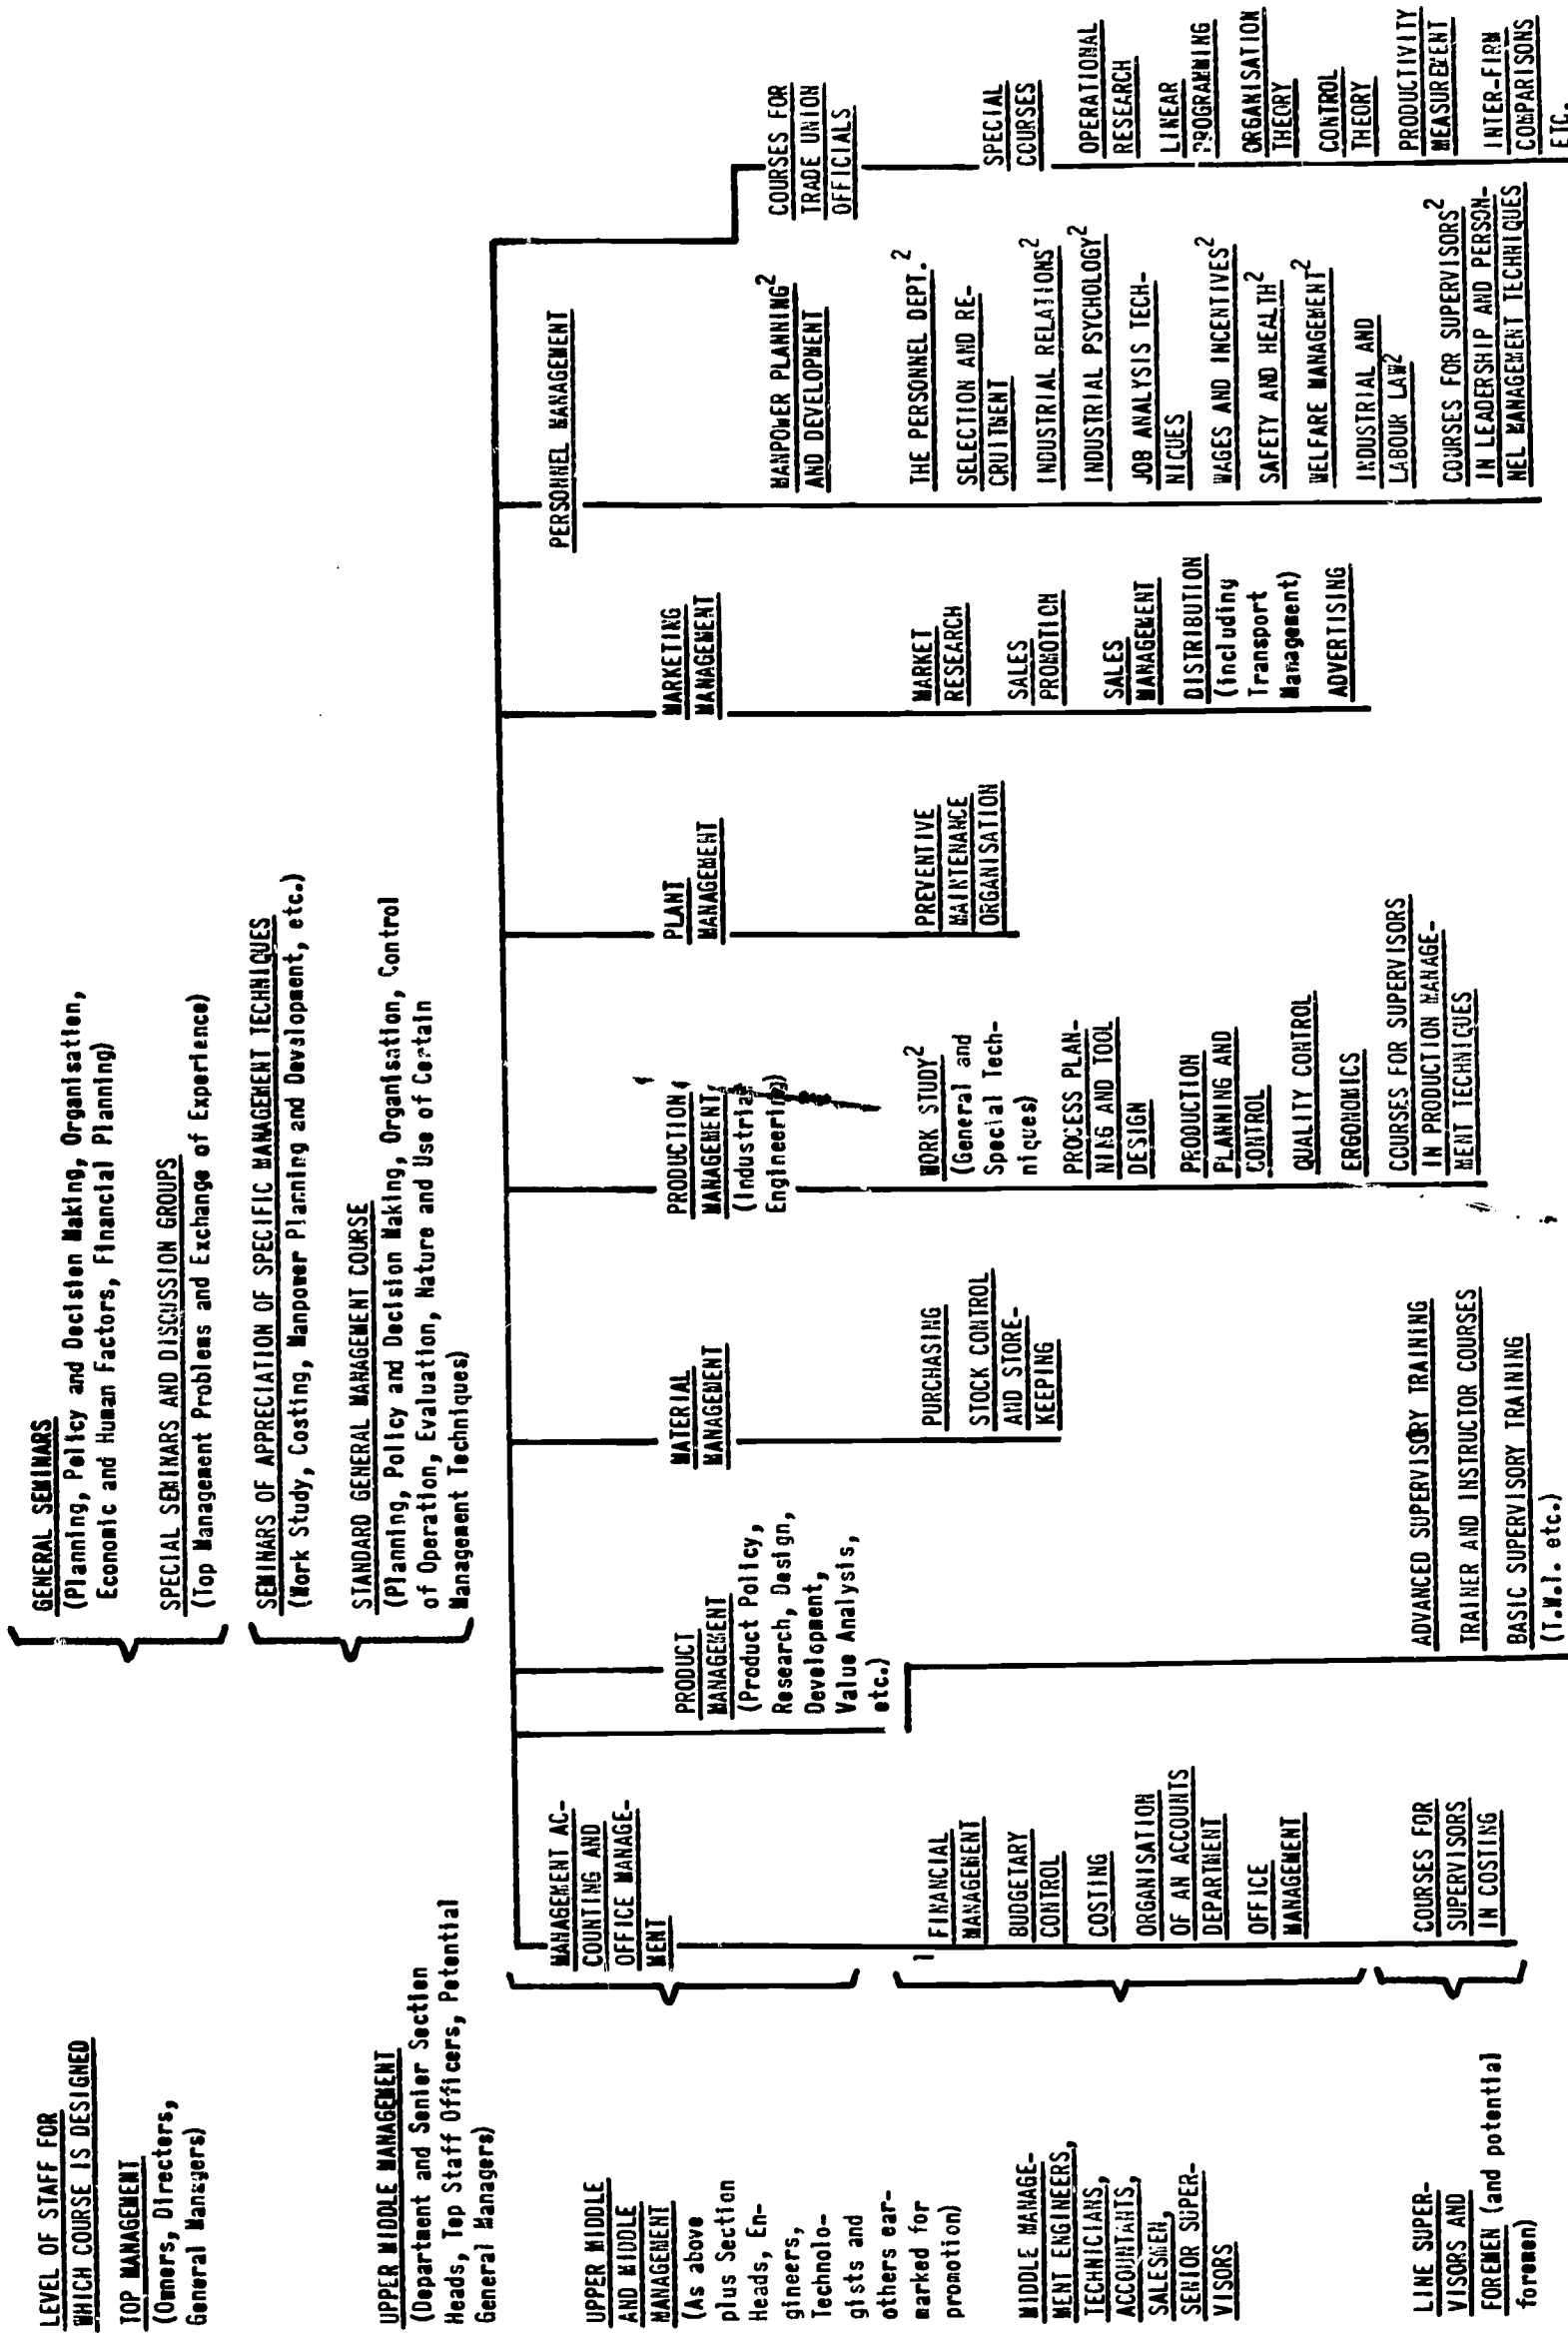 LEVEL OF STAFF FOR
WHICH COURSE IS DESIGNED
TOP MANAGEMENT
(Owners, Directors,
General Managers)
GENERAL SEMINARS
(Planning, Policy and Decision Making, Organisation,
Economic and Human Factors, Financial Planning)
SPECIAL SEMINARS AND DISCUSSION GROUPS
(Top Management Problems and Exchange of Experience)
SEMINARS OF APPRECIATION OF SPECIFIC MANAGEMENT TECHNIQUES
(Work Study, Costing, Manpower Planning and Development, etc.)
UPPER MIDDLE MANAGEMENT
(Department and Senior Section
Heads, Top Staff Officers, Potential
General Managers)
STANDARD GENERAL MANAGEMENT COURSE
(Planning, Policy and Decision Making, Organisation, Control
of Operation, Evaluation, Nature and Use of Certain
Management Techniques)
UPPER MIDDLE
AND MIDDLE
MANAGEMENT
(As above
plus Section
Heads, En-
gineers,
Technolo-
gists and
others ear-
marked for
promotion)
MANAGEMENT AC-
COUNTING AND
OFFICE MANAGE-
MENT
PRODUCT
MANAGEMENT
(Product Policy,
Research, Design,
Development,
Value Analysis,
etc.)
MATERIAL
MANAGEMENT
PRODUCTION
MANAGEMENT
(Industrial
Engineering)
PLANT
MANAGEMENT
MARKETING
MANAGEMENT
PERSONNEL MANAGEMENT
MANPOWER PLANNING²
AND DEVELOPMENT
COURSES FOR
TRADE UNION
OFFICIALS
MIDDLE MANAGE-
MENT ENGINEERS,
TECHNICIANS,
ACCOUNTANTS,
SALESMEN,
SENIOR SUPER-
VISORS
FINANCIAL
MANAGEMENT
BUDGETARY
CONTROL
COSTING
ORGANISATION
OF AN ACCOUNTS
DEPARTMENT
OFFICE
MANAGEMENT
PURCHASING
STOCK CONTROL
AND STORE-
KEEPING
WORK STUDY²
(General and
Special Tech-
niques)
PROCESS PLAN-
NING AND TOOL
DESIGN
PRODUCTION
PLANNING AND
CONTROL
QUALITY CONTROL
ERGONOMICS
COURSES FOR SUPERVISORS
IN PRODUCTION MANAGE-
MENT TECHNIQUES
PREVENTIVE
MAINTENANCE
ORGANISATION
MARKET
RESEARCH
SALES
PROMOTION
SALES
MANAGEMENT
DISTRIBUTION
(including
Transport
Management)
ADVERTISING
THE PERSONNEL DEPT.²
SELECTION AND RE-
CRUITMENT
INDUSTRIAL RELATIONS²
INDUSTRIAL PSYCHOLOGY²
JOB ANALYSIS TECH-
NIQUES
WAGES AND INCENTIVES²
SAFETY AND HEALTH²
WELFARE MANAGEMENT²
INDUSTRIAL AND
LABOUR LAW²
COURSES FOR SUPERVISORS²
IN LEADERSHIP AND PERSON-
NEL MANAGEMENT TECHNIQUES
SPECIAL
COURSES
OPERATIONAL
RESEARCH
LINEAR
PROGRAMMING
ORGANISATION
THEORY
CONTROL
THEORY
PRODUCTIVITY
MEASUREMENT
INTER-FIRM
COMPARISONS
ETC.
LINE SUPER-
VISORS AND
FOREMEN (and potential
foremen)
COURSES FOR
SUPERVISORS
IN COSTING
ADVANCED SUPERVISORY TRAINING
TRAINER AND INSTRUCTOR COURSES
BASIC SUPERVISORY TRAINING
(T.W.I. etc.)